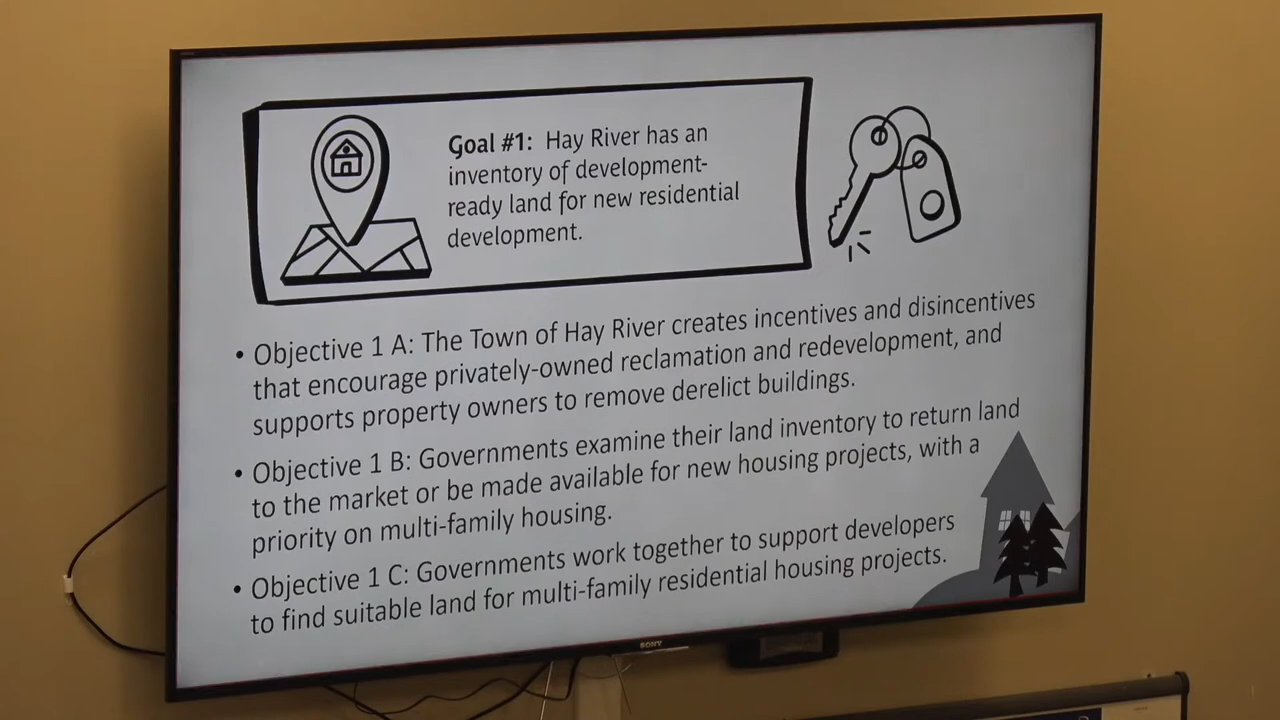 Goal #1: Hay River has an
inventory of development-
ready land for new residential
development.
• Objective 1 A: The Town of Hay River creates incentives and disincentives
that encourage privately-owned reclamation and redevelopment, and
supports property owners to remove derelict buildings.
• Objective 1 B: Governments examine their land inventory to return land
to the market or be made available for new housing projects, with a
priority on multi-family housing.
• Objective 1 C: Governments work together to support developers
to find suitable land for multi-family residential housing projects.
SONY